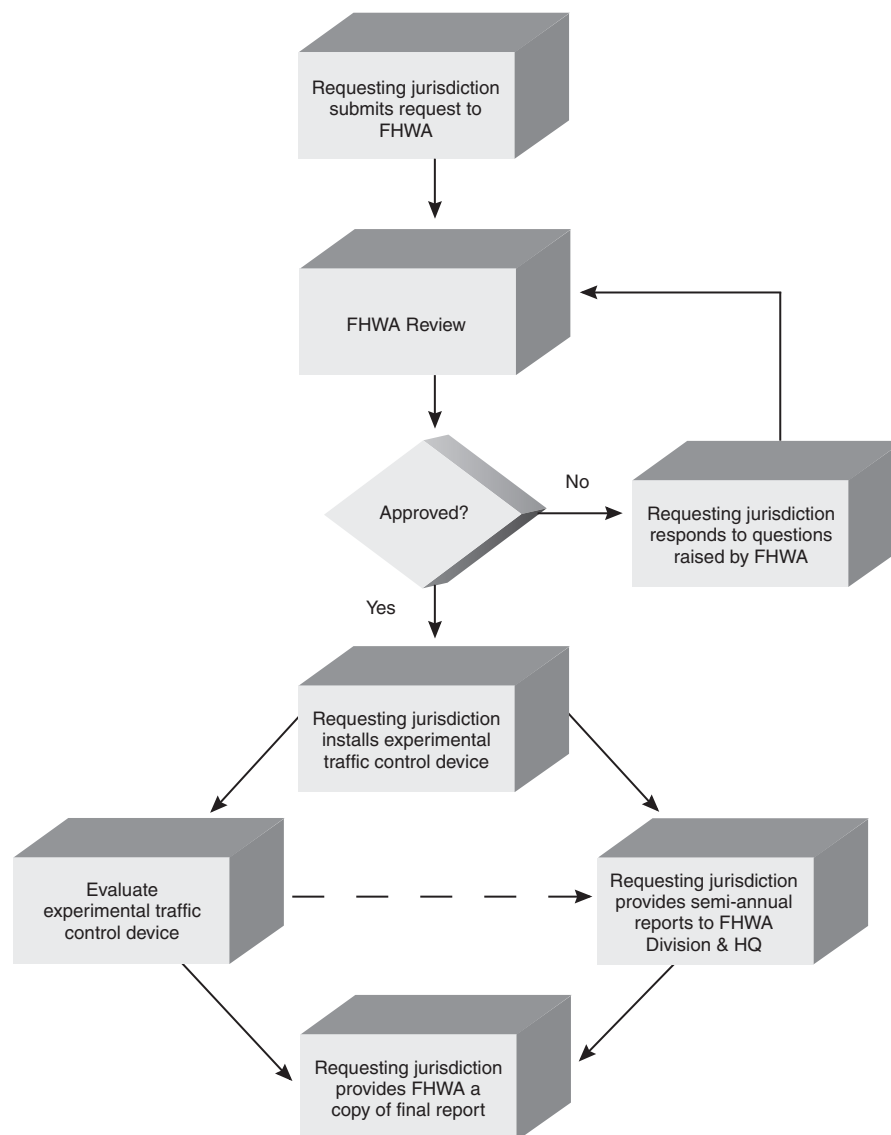 Requesting jurisdiction
submits request to
FHWA
FHWA Review
Approved?
No
Requesting jurisdiction
responds to questions
raised by FHWA
Yes
Requesting jurisdiction
installs experimental
traffic control device
Evaluate
experimental traffic
control device
Requesting jurisdiction
provides semi-annual
reports to FHWA
Division & HQ
Requesting jurisdiction
provides FHWA a
copy of final report